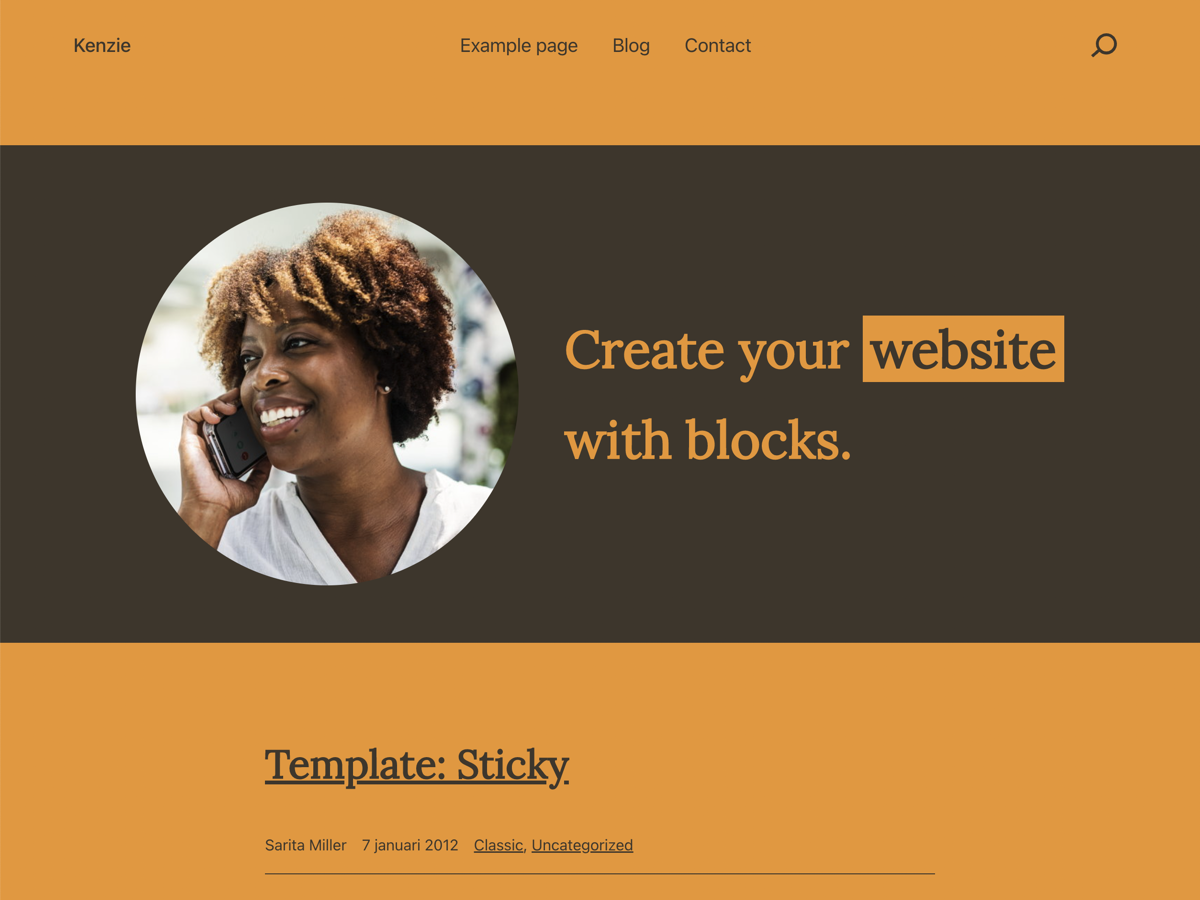 Kenzie
Example page Blog Contact
Create your website
with blocks.
Template: Sticky
Sarita Miller 7 januari 2012 Classic, Uncategorized